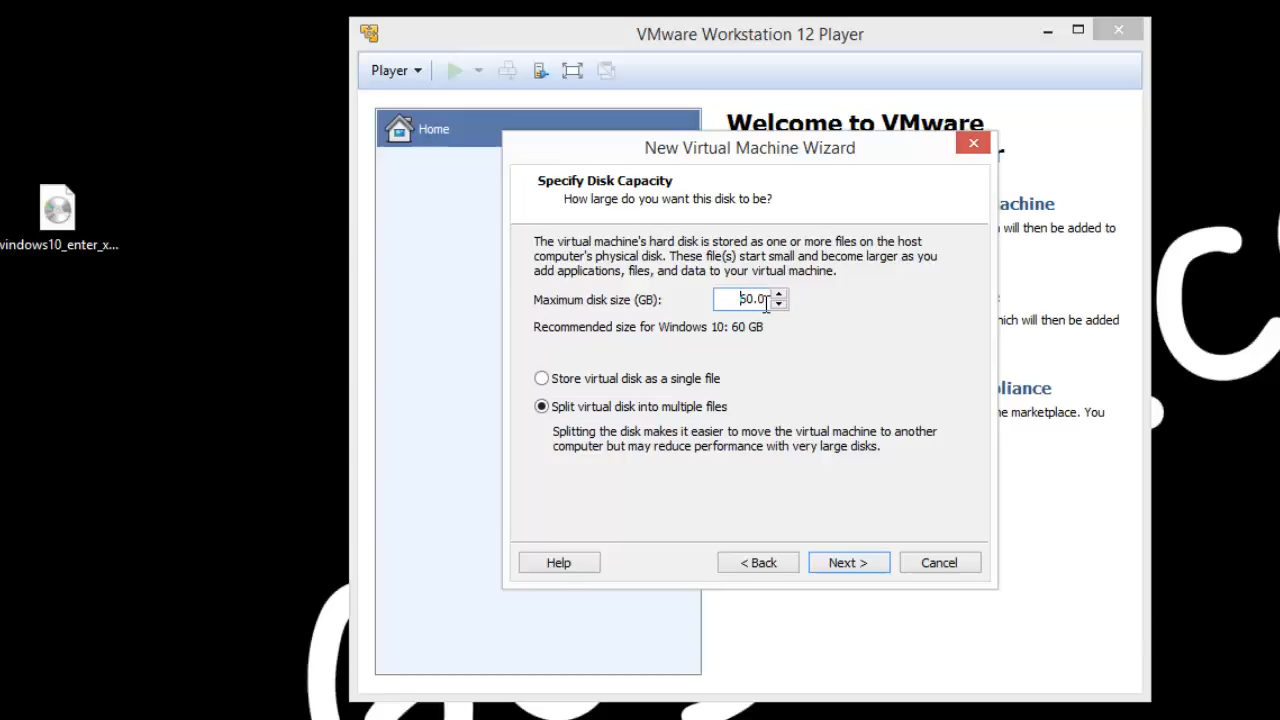 VMware Workstation 12 Player
Player
Home
Welcome to VMware
windows10_enter_x...
New Virtual Machine Wizard
Specify Disk Capacity
How large do you want this disk to be?
achine
will then be added to
The virtual machine's hard disk is stored as one or more files on the host
computer's physical disk. These file(s) start small and become larger as you
add applications, files, and data to your virtual machine.
Maximum disk size (GB):
Recommended size for Windows 10: 60 GB
hich will then be added
Store virtual disk as a single file
Split virtual disk into multiple files
Splitting the disk makes it easier to move the virtual machine to another
computer but may reduce performance with very large disks.
liance
he marketplace. You
Help
< Back
Next >
Cancel